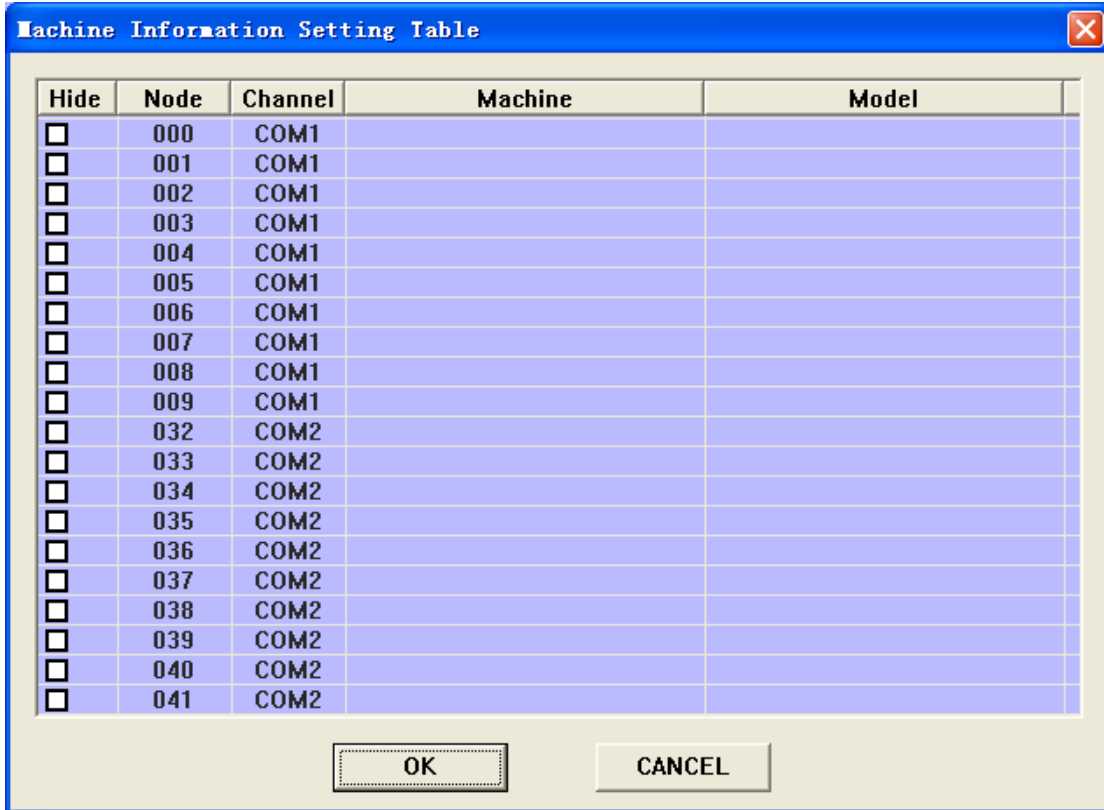 Machine Information Setting Table
Hide Node Channel Machine Model
000 COM1
001 COM1
002 COM1
003 COM1
004 COM1
005 COM1
006 COM1
007 COM1
008 COM1
009 COM1
032 COM2
033 COM2
034 COM2
035 COM2
036 COM2
037 COM2
038 COM2
039 COM2
040 COM2
041 COM2
OK CANCEL